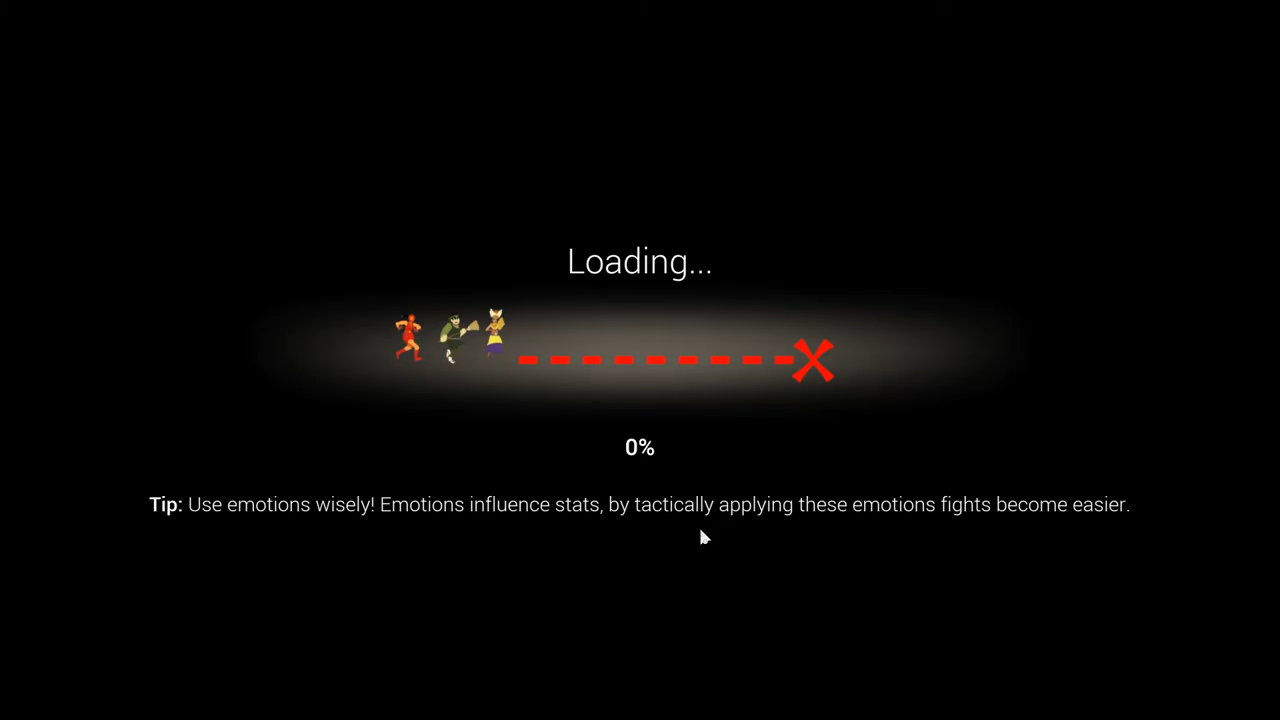 Loading...
0%
Tip: Use emotions wisely! Emotions influence stats, by tactically applying these emotions fights become easier.